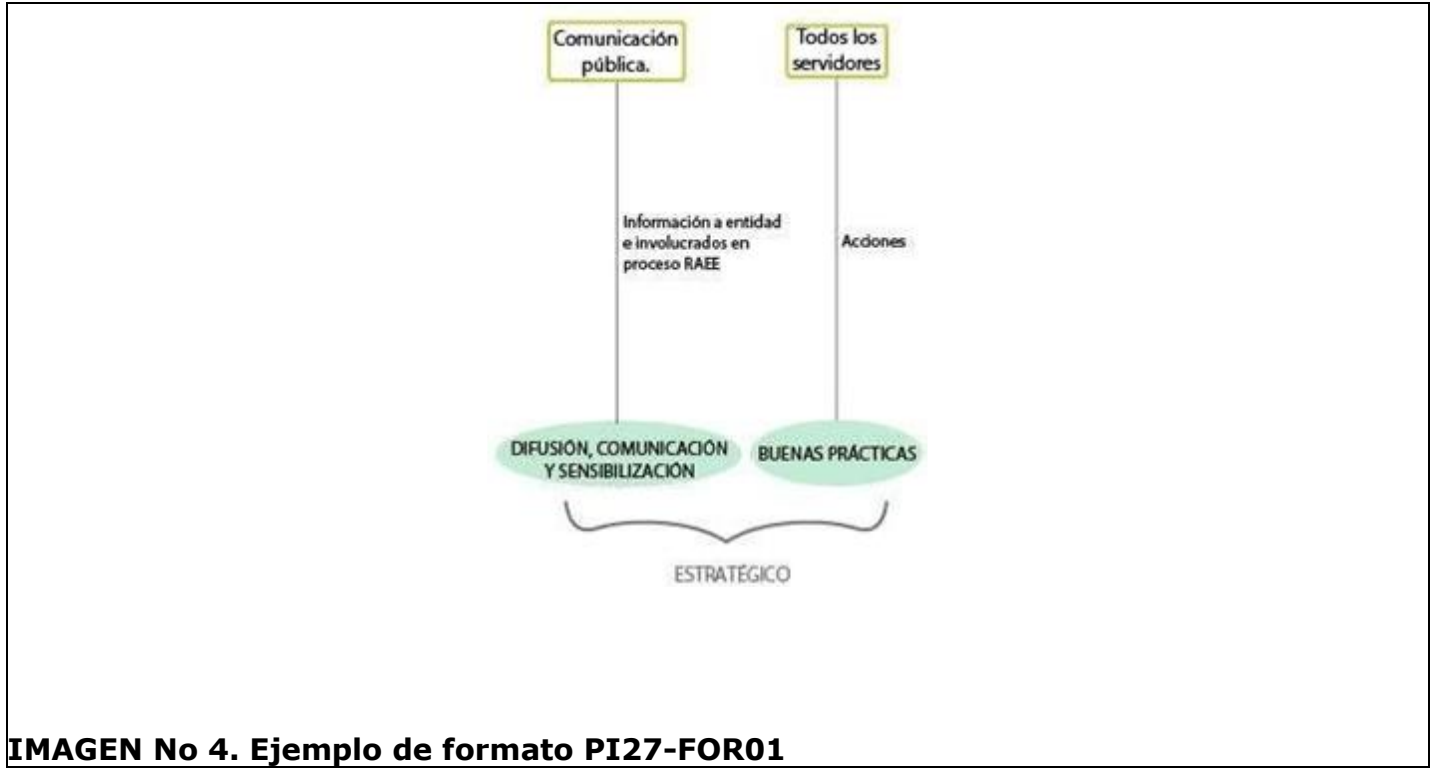 Comunicación
pública.
Todos los
servidores
Información a entidad
e involucrados en
proceso RAEE
Acciones
DIFUSIÓN, COMUNICACIÓN
Y SENSIBILIZACIÓN
BUENAS PRÁCTICAS
ESTRATÉGICO
IMAGEN No 4. Ejemplo de formato PI27-FOR01